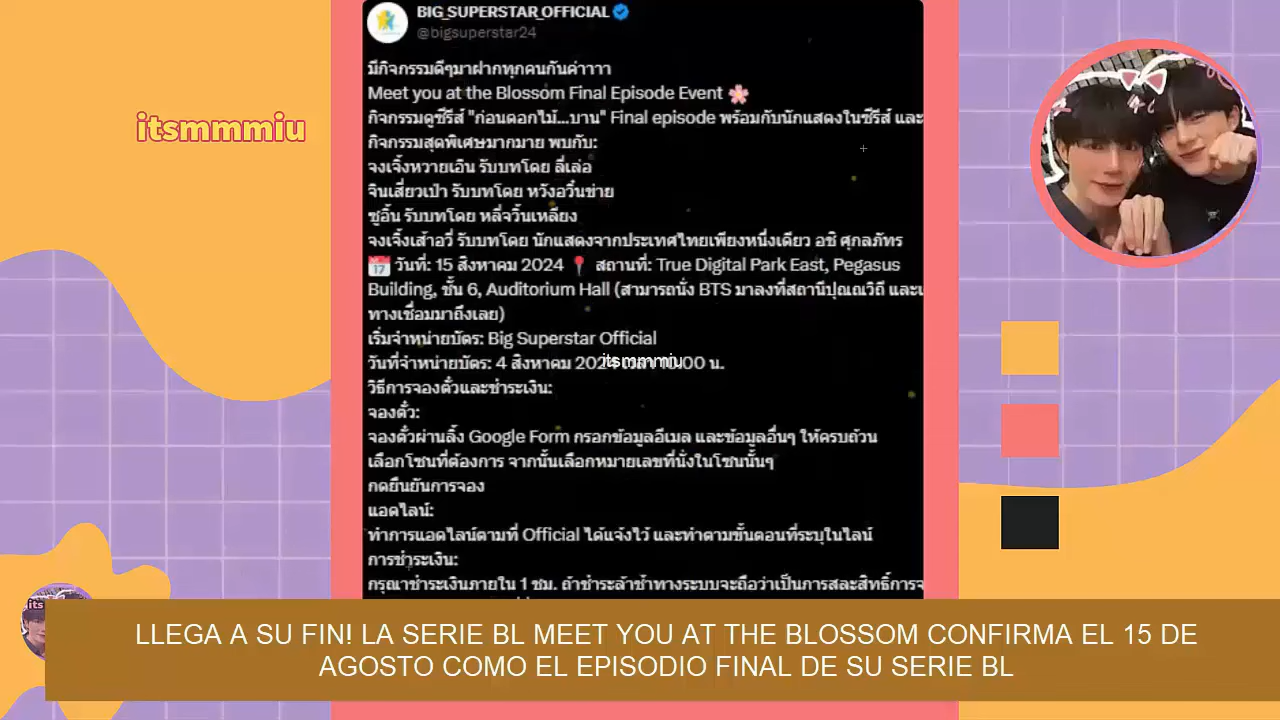 BIG_SUPERSTAR_OFFICIAL
@bigsuperstar24
มีกิจกรรมดีๆมาฝากทุกคนกันค่าาาา
Meet you at the Blossom Final Episode Event 🌸
กิจกรรมดูซีรีส์ "ก่อนดอกไม้...บาน" Final episode พร้อมกับนักแสดงในซีรีส์ และ
กิจกรรมสุดพิเศษมากมาย พบกับ:
จงเจิ้งหวายเอิน รับบทโดย ลี่เล่อ
จินเสี่ยวเป่า รับบทโดย หวังอวิ๋นข่าย
ซูอิ้น รับบทโดย หลี่จวิ้นเหลียง
จงเจิ้งเส้าอวี่ รับบทโดย นักแสดงจากประเทศไทยเพียงหนึ่งเดียว อชิ ศุกลภัทร
📅 วันที่: 15 สิงหาคม 2024 📍 สถานที่: True Digital Park East, Pegasus
Building, ชั้น 6, Auditorium Hall (สามารถนั่ง BTS มาลงที่สถานีปุณณวิถี และ
ทางเชื่อมมาถึงเลย)
เริ่มจำหน่ายบัตร: Big Superstar Official
วันที่จำหน่ายบัตร: 4 สิงหาคม 2024 เวลา 10.00 น.
วิธีการจองตั๋วและชำระเงิน:
จองตั๋ว:
จองตั๋วผ่านลิ้ง Google Form กรอกข้อมูลอีเมล และข้อมูลอื่นๆ ให้ครบถ้วน
เลือกโซนที่ต้องการ จากนั้นเลือกหมายเลขที่นั่งในโซนนั้นๆ
กดยืนยันการจอง
แอดไลน์:
ทำการแอดไลน์ตามที่ Official ได้แจ้งไว้ และทำตามขั้นตอนที่ระบุในไลน์
การชำระเงิน:
กรุณาชำระเงินภายใน 1 ชม. ถ้าชำระล่าช้าทางระบบจะถือว่าเป็นการสละสิทธิ์การจ
itsmmmiu
itsmmmiu
its
LLEGA A SU FIN! LA SERIE BL MEET YOU AT THE BLOSSOM CONFIRMA EL 15 DE
AGOSTO COMO EL EPISODIO FINAL DE SU SERIE BL